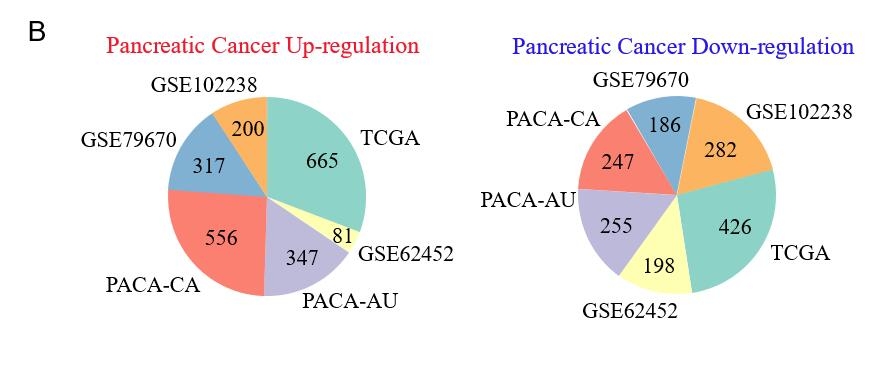 B
Pancreatic Cancer Up-regulation
GSE102238
200
TCGA
665
GSE79670
317
81
GSE62452
556
347
PACA-CA
PACA-AU
Pancreatic Cancer Down-regulation
GSE79670
GSE102238
PACA-CA
186
282
247
PACA-AU
255
426
TCGA
198
GSE62452